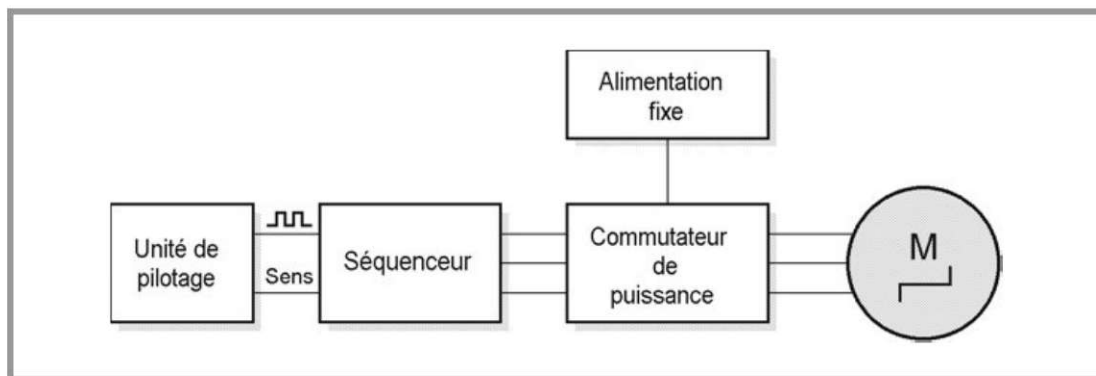 Alimentation
fixe
Unité de
pilotage
Sens
Séquenceur
Commutateur
de
puissance
M